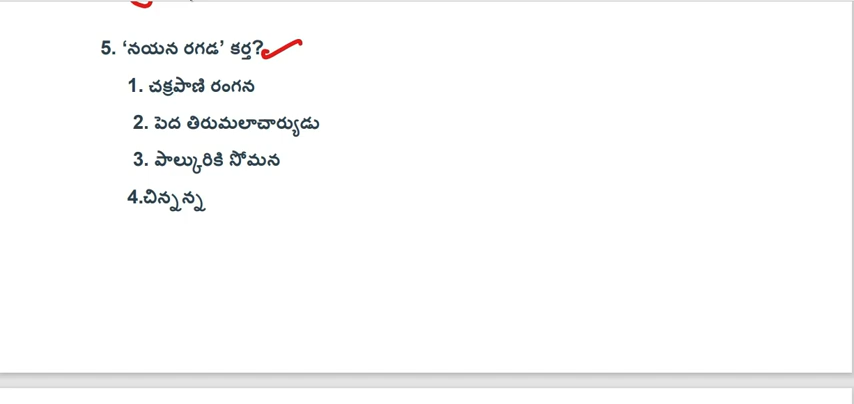 5. ‘నయన రగడ’ కర్త?
1. చక్రపాణి రంగన
2. పెద తిరుమలాచార్యుడు
3. పాల్కురికి సోమన
4.చిన్నన్న